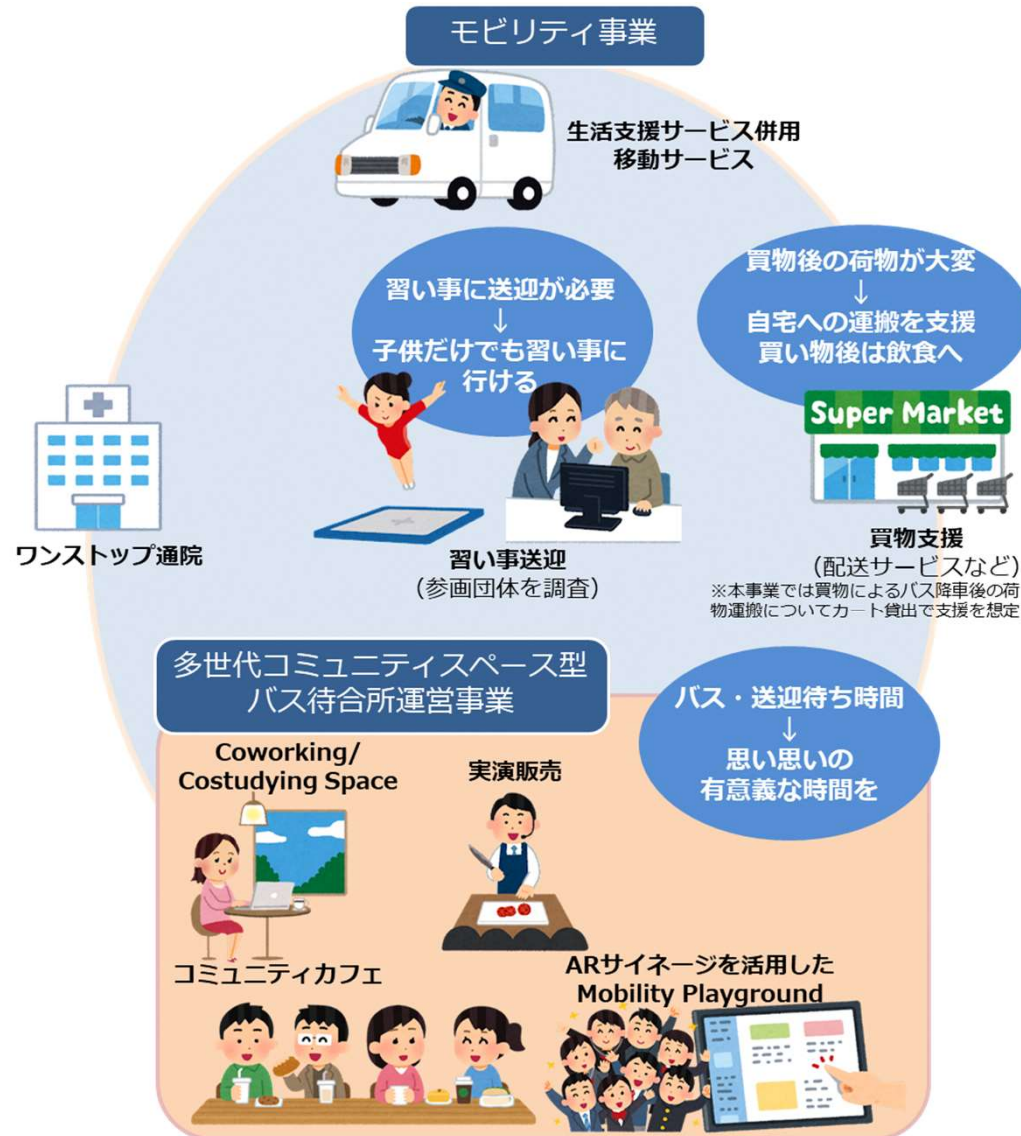 モビリティ事業
生活支援サービス併用
移動サービス
習い事に送迎が必要
↓
子供だけでも習い事に
行ける
買物後の荷物が大変
↓
自宅への運搬を支援
買い物後は飲食へ
Super Market
ワンストップ通院
習い事送迎
（参画団体を調査）
買物支援
（配送サービスなど）
※本事業では買物によるバス降車後の荷
物運搬についてカート貸出で支援を想定
多世代コミュニティスペース型
バス待合所運営事業
バス・送迎待ち時間
↓
思い思いの
有意義な時間を
Coworking/
Costudying Space
実演販売
コミュニティカフェ
ARサイネージを活用した
Mobility Playground